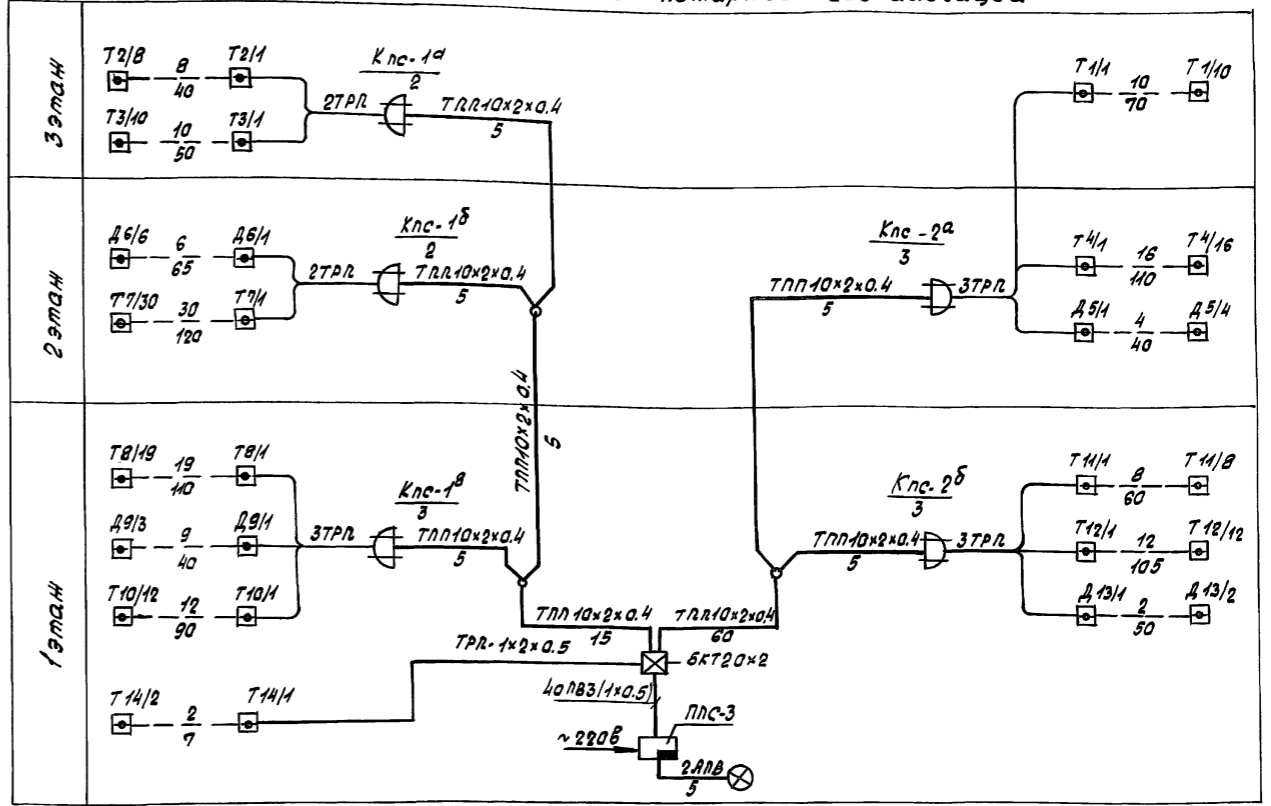 3 этаж
Т2/8
8
40
Т2/1
Т3/10
10
50
Т3/1
2ТРП
Кпс-1а
2
ТПП10×2×0.4
5
Т1/1
10
70
Т1/10
2 этаж
Д6/6
6
65
Д6/1
Т7/30
30
120
Т7/1
2ТРП
Кпс-1б
2
ТПП10×2×0.4
5
ТПП10×2×0.4
5
Кпс-2а
3
ТПП10×2×0.4
5
3ТРП
Т4/1
16
110
Т4/16
Д5/1
4
40
Д5/4
1 этаж
Т8/19
19
110
Т8/1
Д9/3
9
40
Д9/1
Т10/12
12
90
Т10/1
3ТРП
Кпс-1в
3
ТПП10×2×0.4
5
Кпс-2б
3
ТПП10×2×0.4
5
3ТРП
Т11/1
8
60
Т11/8
Т12/1
12
105
Т12/12
Д13/1
2
50
Д13/2
ТПП10×2×0.4
15
ТПП10×2×0.4
60
ТРП-1×2×0.5
БКТ20×2
Т14/2
2
7
Т14/1
40ПВ3(1×0.5)
ППС-3
~220в
2АПВ
5